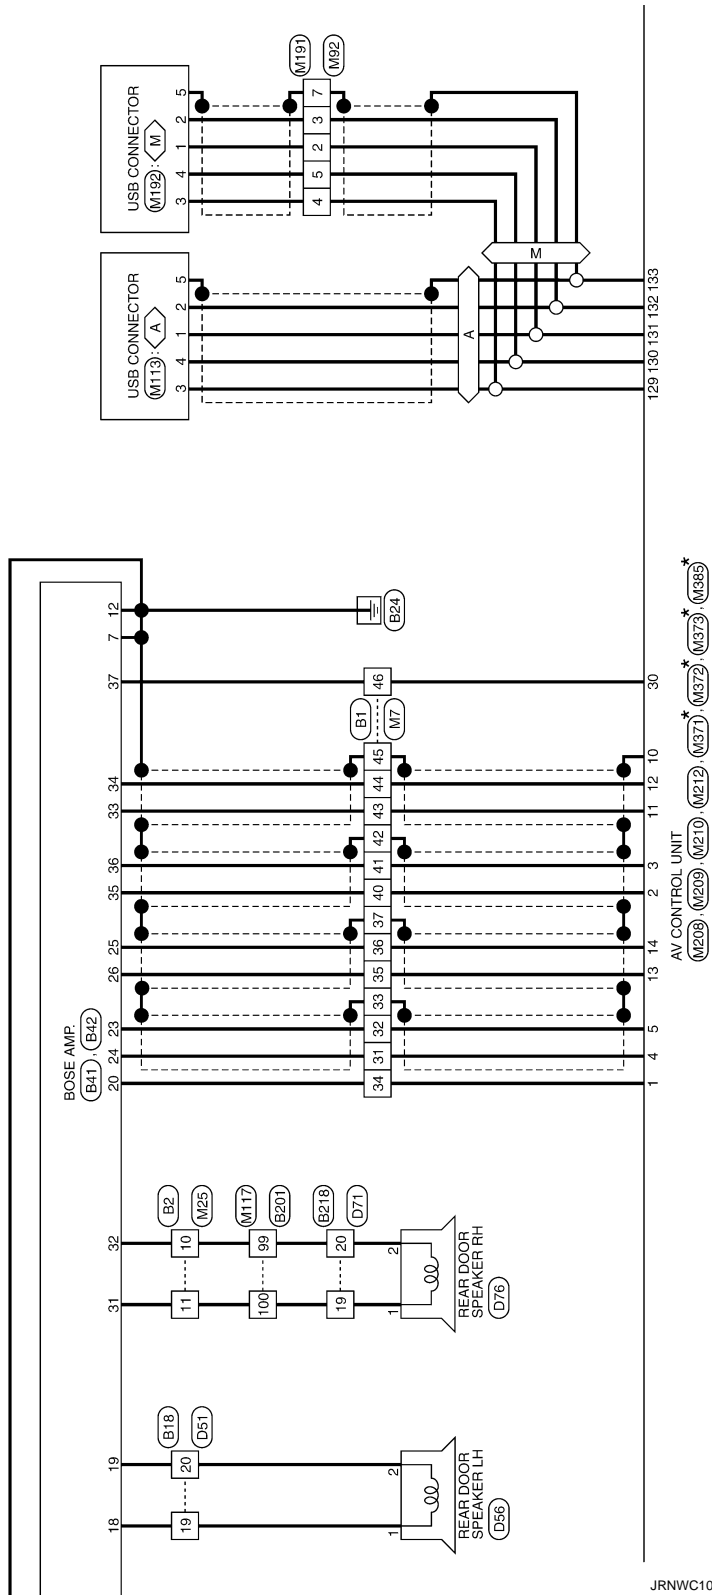 M191
M92
USB CONNECTOR
M192 : M
5 2 1 4 3
7 3 2 5 4
M
USB CONNECTOR
M113 : A
5 2 1 4 3
A
133 132 131 130 129
BOSE AMP.
B41 , B42
12 7 37 34 33 36 35 25 26 23 24 20
B24
B1
M7
46 45 44 43 42 41 40 37 36 35 33 32 31 34
30 10 12 11 3 2 14 13 5 4 1
AV CONTROL UNIT
M208 , M209 , M210 , M212 , M371* , M372* , M373* , M385*
32 31
B2
M25
10 11
M117
B201
99 100
B218
D71
20 19
2 1
REAR DOOR
SPEAKER RH
D76
19 18
B18
D51
20 19
2 1
REAR DOOR
SPEAKER LH
D56
JRNWC10